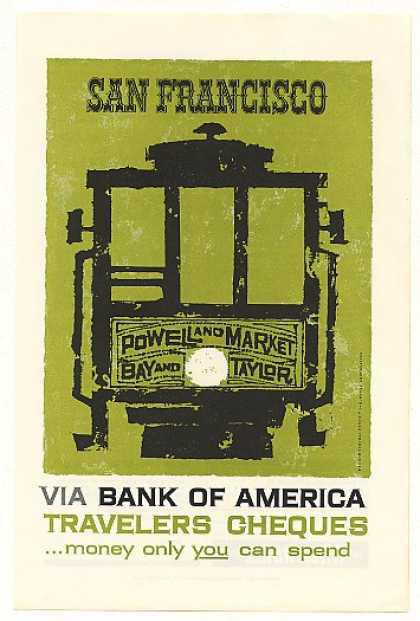 SAN FRANCISCO
POWELL AND MARKET
BAY AND TAYLOR,
VIA BANK OF AMERICA
TRAVELERS CHEQUES
...money only you can spend